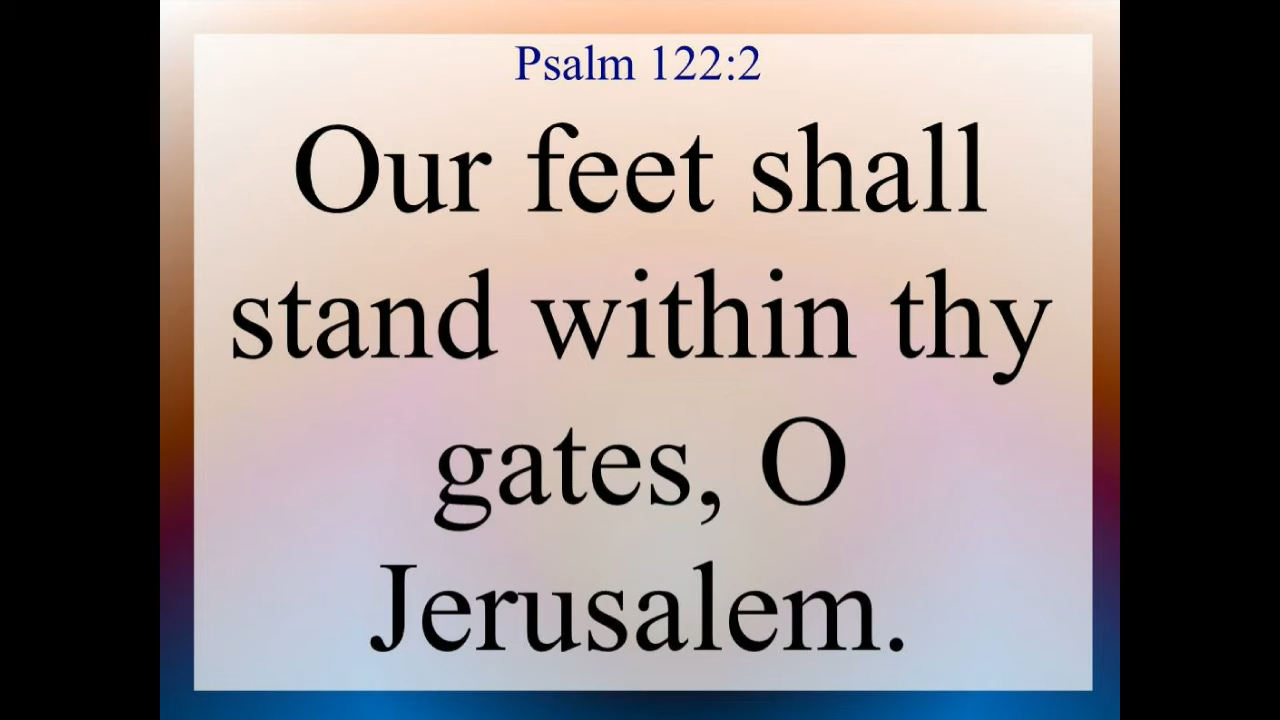 Psalm 122:2
Our feet shall
stand within thy
gates, O
Jerusalem.